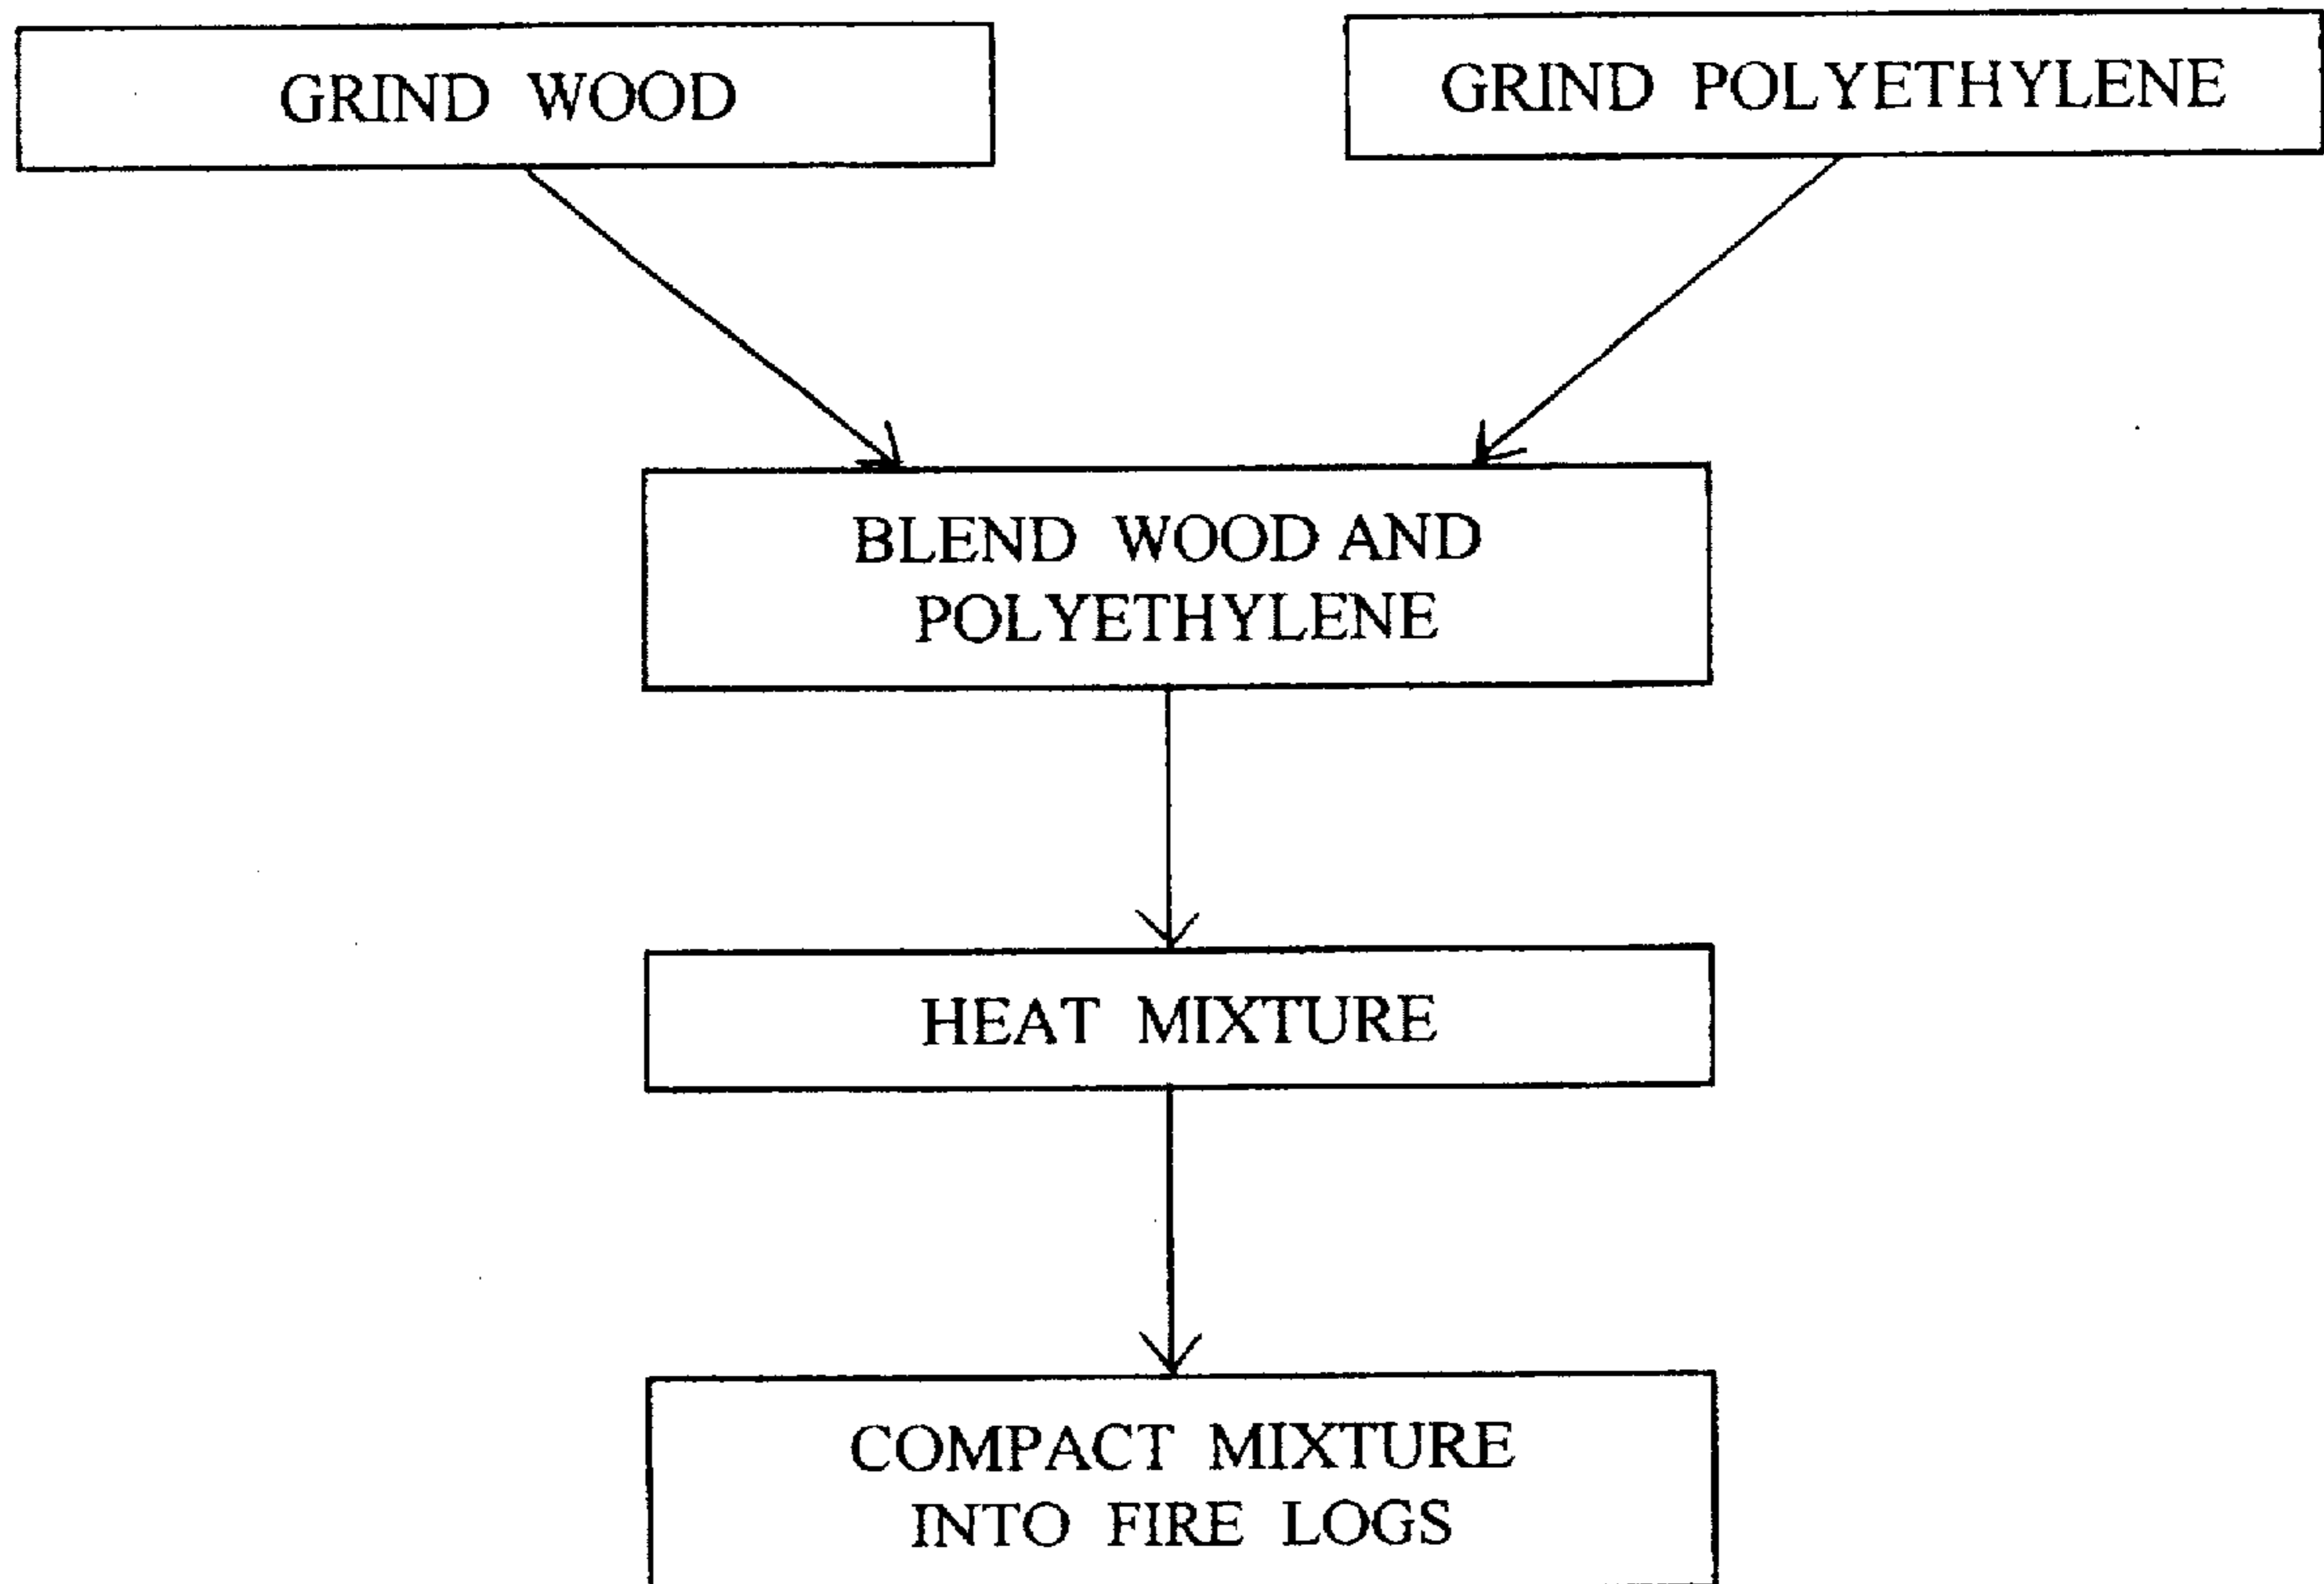 GRIND WOOD
GRIND POLYETHYLENE
BLEND WOOD AND
POLYETHYLENE
HEAT MIXTURE
COMPACT MIXTURE
INTO FIRE LOGS